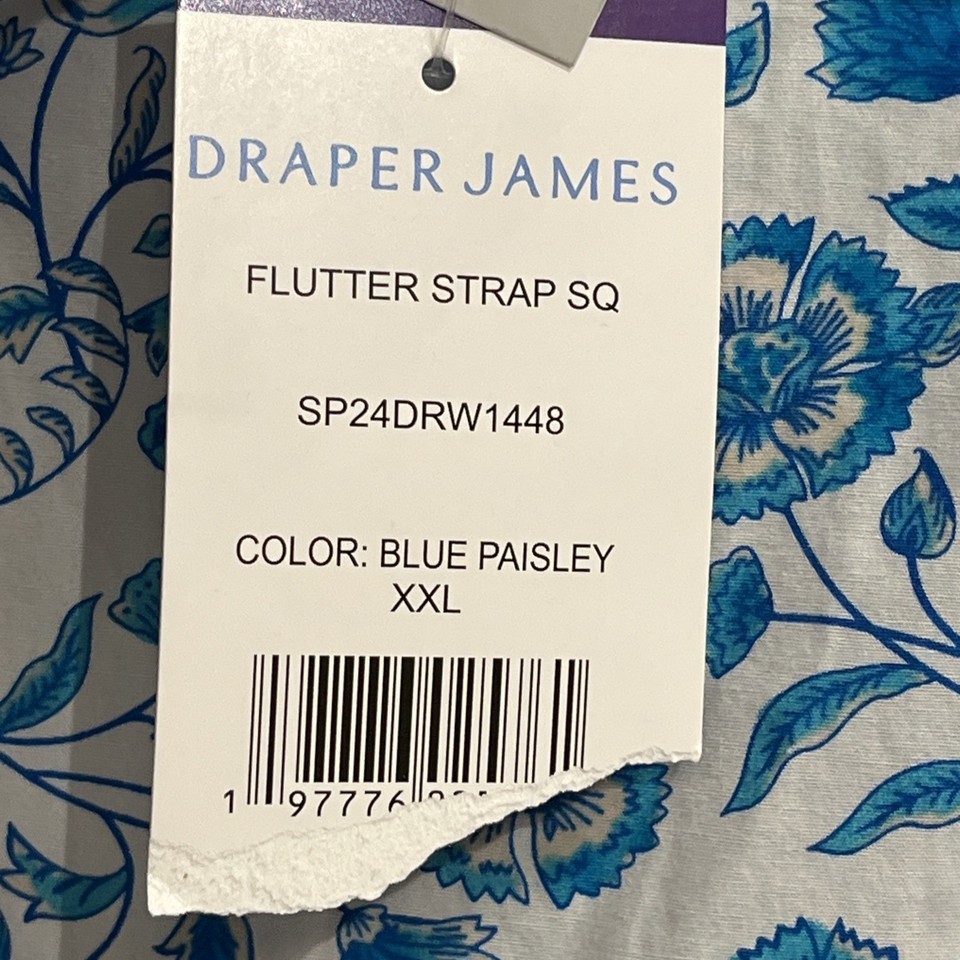 DRAPER JAMES
FLUTTER STRAP SQ
SP24DRW1448
COLOR: BLUE PAISLEY
XXL
1 97776